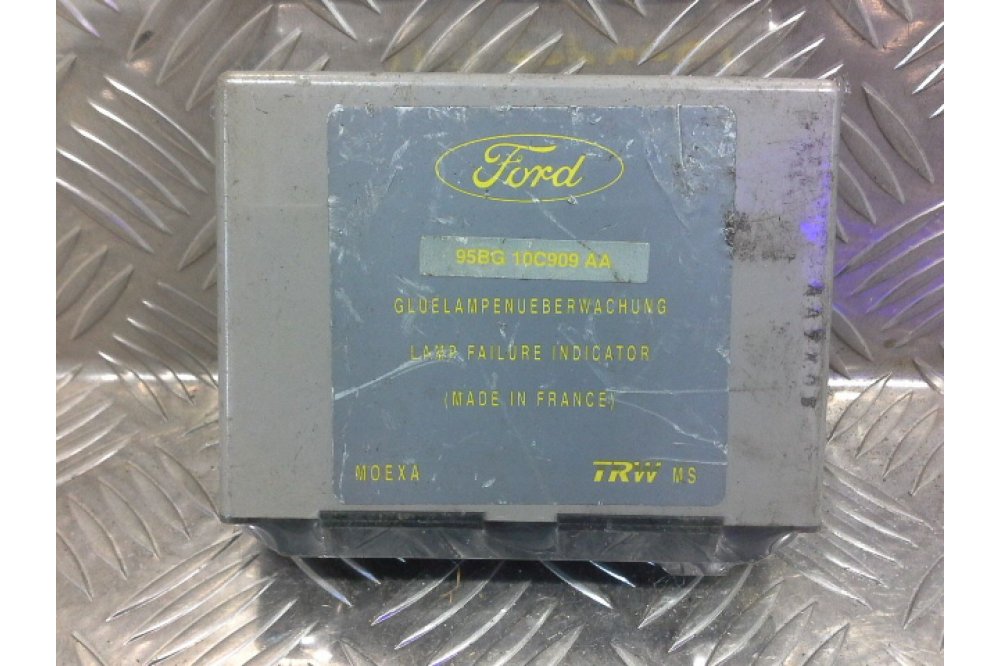 Ford
95BG 10C909 AA
GLUELAMPENUEBERWACHUNG
LAMP FAILURE INDICATOR
(MADE IN FRANCE)
MOEXA TRW MS